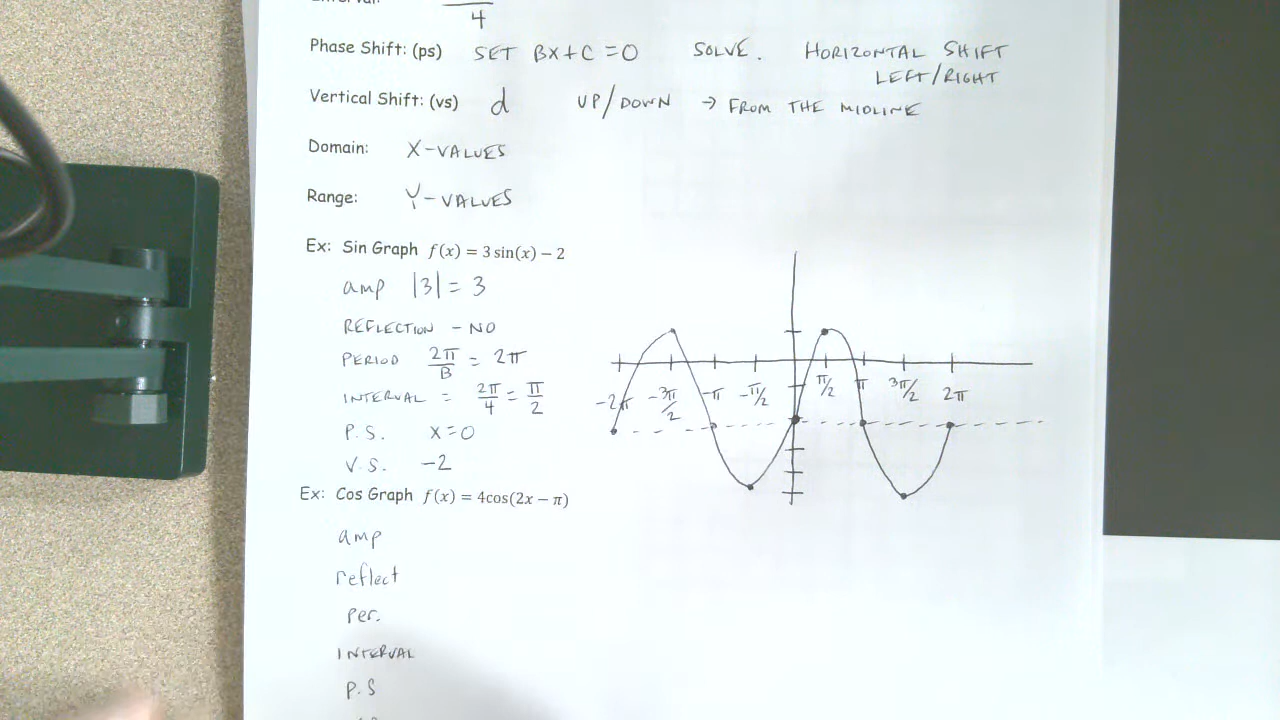 4
Phase Shift: (ps) SET BX+C =0 SOLVE. HORIZONTAL SHIFT
LEFT/RIGHT
Vertical Shift: (vs) d UP/DOWN → FROM THE MIDLINE
Domain: X-VALUES
Range: Y-VALUES
Ex: Sin Graph f(x) = 3 sin(x) − 2
amp |3| = 3
REFLECTION - NO
PERIOD 2π/B = 2π
INTERVAL = 2π/4 = π/2
P.S. x=0
V.S. -2
-2π -3π/2 -π -π/2 π/2 π 3π/2 2π
Ex: Cos Graph f(x) = 4cos(2x − π)
amp
reflect
Per.
INTERVAL
P.S